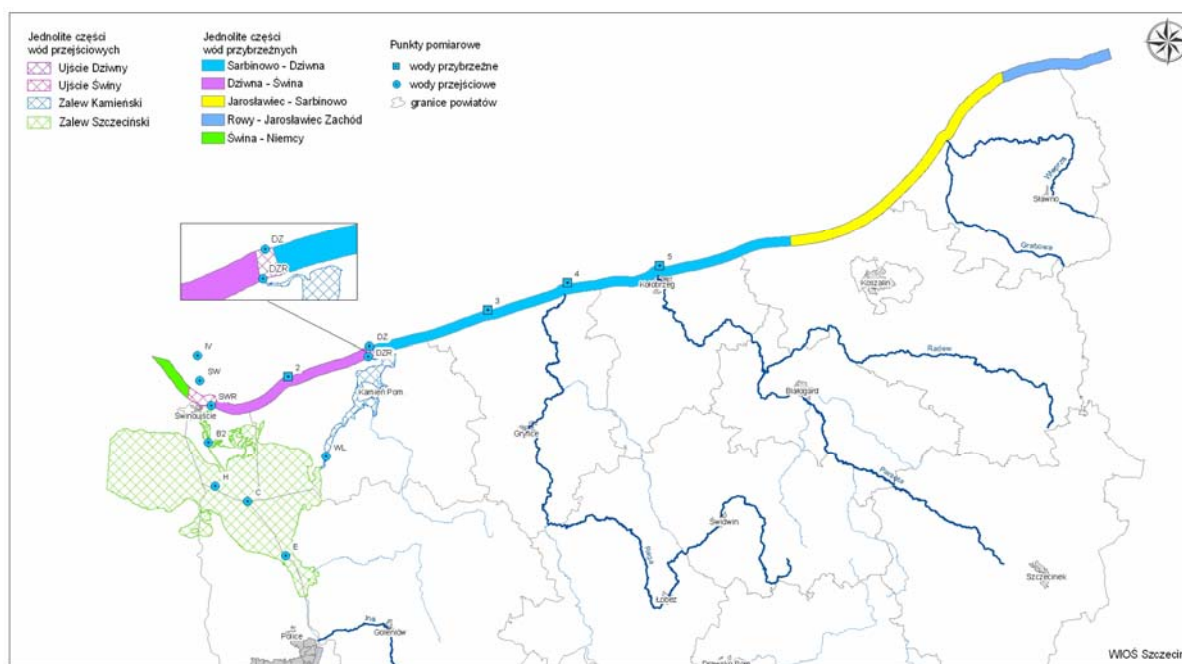 Jednolite części
wód przejściowych
Ujście Dziwny
Ujście Świny
Zalew Kamieński
Zalew Szczeciński
Jednolite części
wód przybrzeżnych
Sarbinowo - Dziwna
Dziwna - Świna
Jarosławiec - Sarbinowo
Rowy - Jarosławiec Zachód
Świna - Niemcy
Punkty pomiarowe
wody przybrzeżne
wody przejściowe
granice powiatów
DZ
DZR
Wieprza
Sławno
Grabowa
5
Kołobrzeg
4
Koszalin
3
DZ
DZR
IV
SW
2
Kamień Pom
Radew
Białogard
SWR
Świnoujście
Gryfice
B2
WL
Parsęta
H
C
Świdwin
E
Rega
Szczecinek
Łobez
Ina
Police
Goleniów
WIOŚ Szczecin